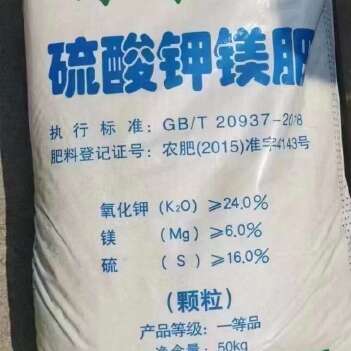 硫酸钾镁肥
执行标准:GB/T 20937-2018
肥料登记证号:农肥(2015)准字4143号
氧化钾 (K₂O) ≥24.0%
镁 (Mg) ≥6.0%
硫 (S) ≥16.0%
(颗粒)
产品等级:一等品
净含量:50kg